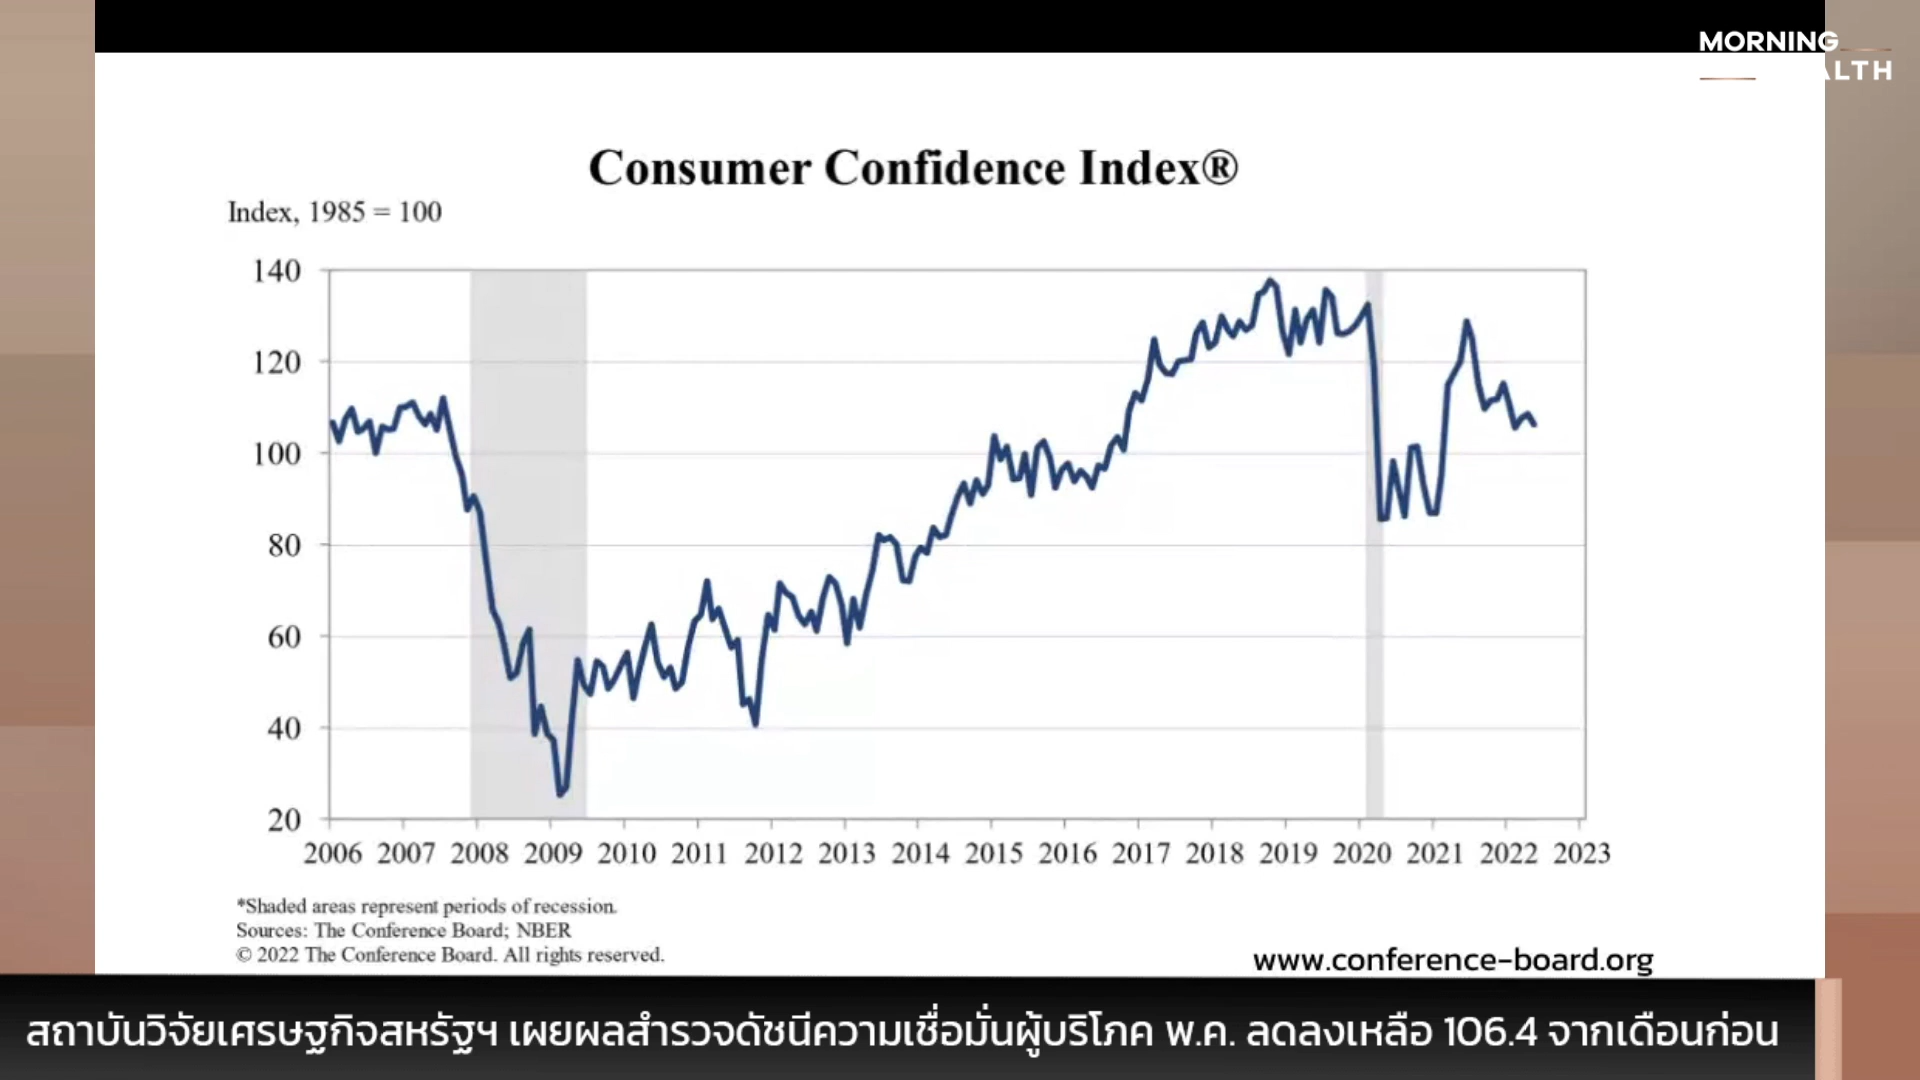 MORNING
ALTH
Consumer Confidence Index®
Index, 1985 = 100
140
120
100
80
60
40
20
2006 2007 2008 2009 2010 2011 2012 2013 2014 2015 2016 2017 2018 2019 2020 2021 2022 2023
*Shaded areas represent periods of recession.
Sources: The Conference Board; NBER
© 2022 The Conference Board. All rights reserved.
www.conference-board.org
สถาบันวิจัยเศรษฐกิจสหรัฐฯ เผยผลสำรวจดัชนีความเชื่อมั่นผู้บริโภค พ.ค. ลดลงเหลือ 106.4 จากเดือนก่อน